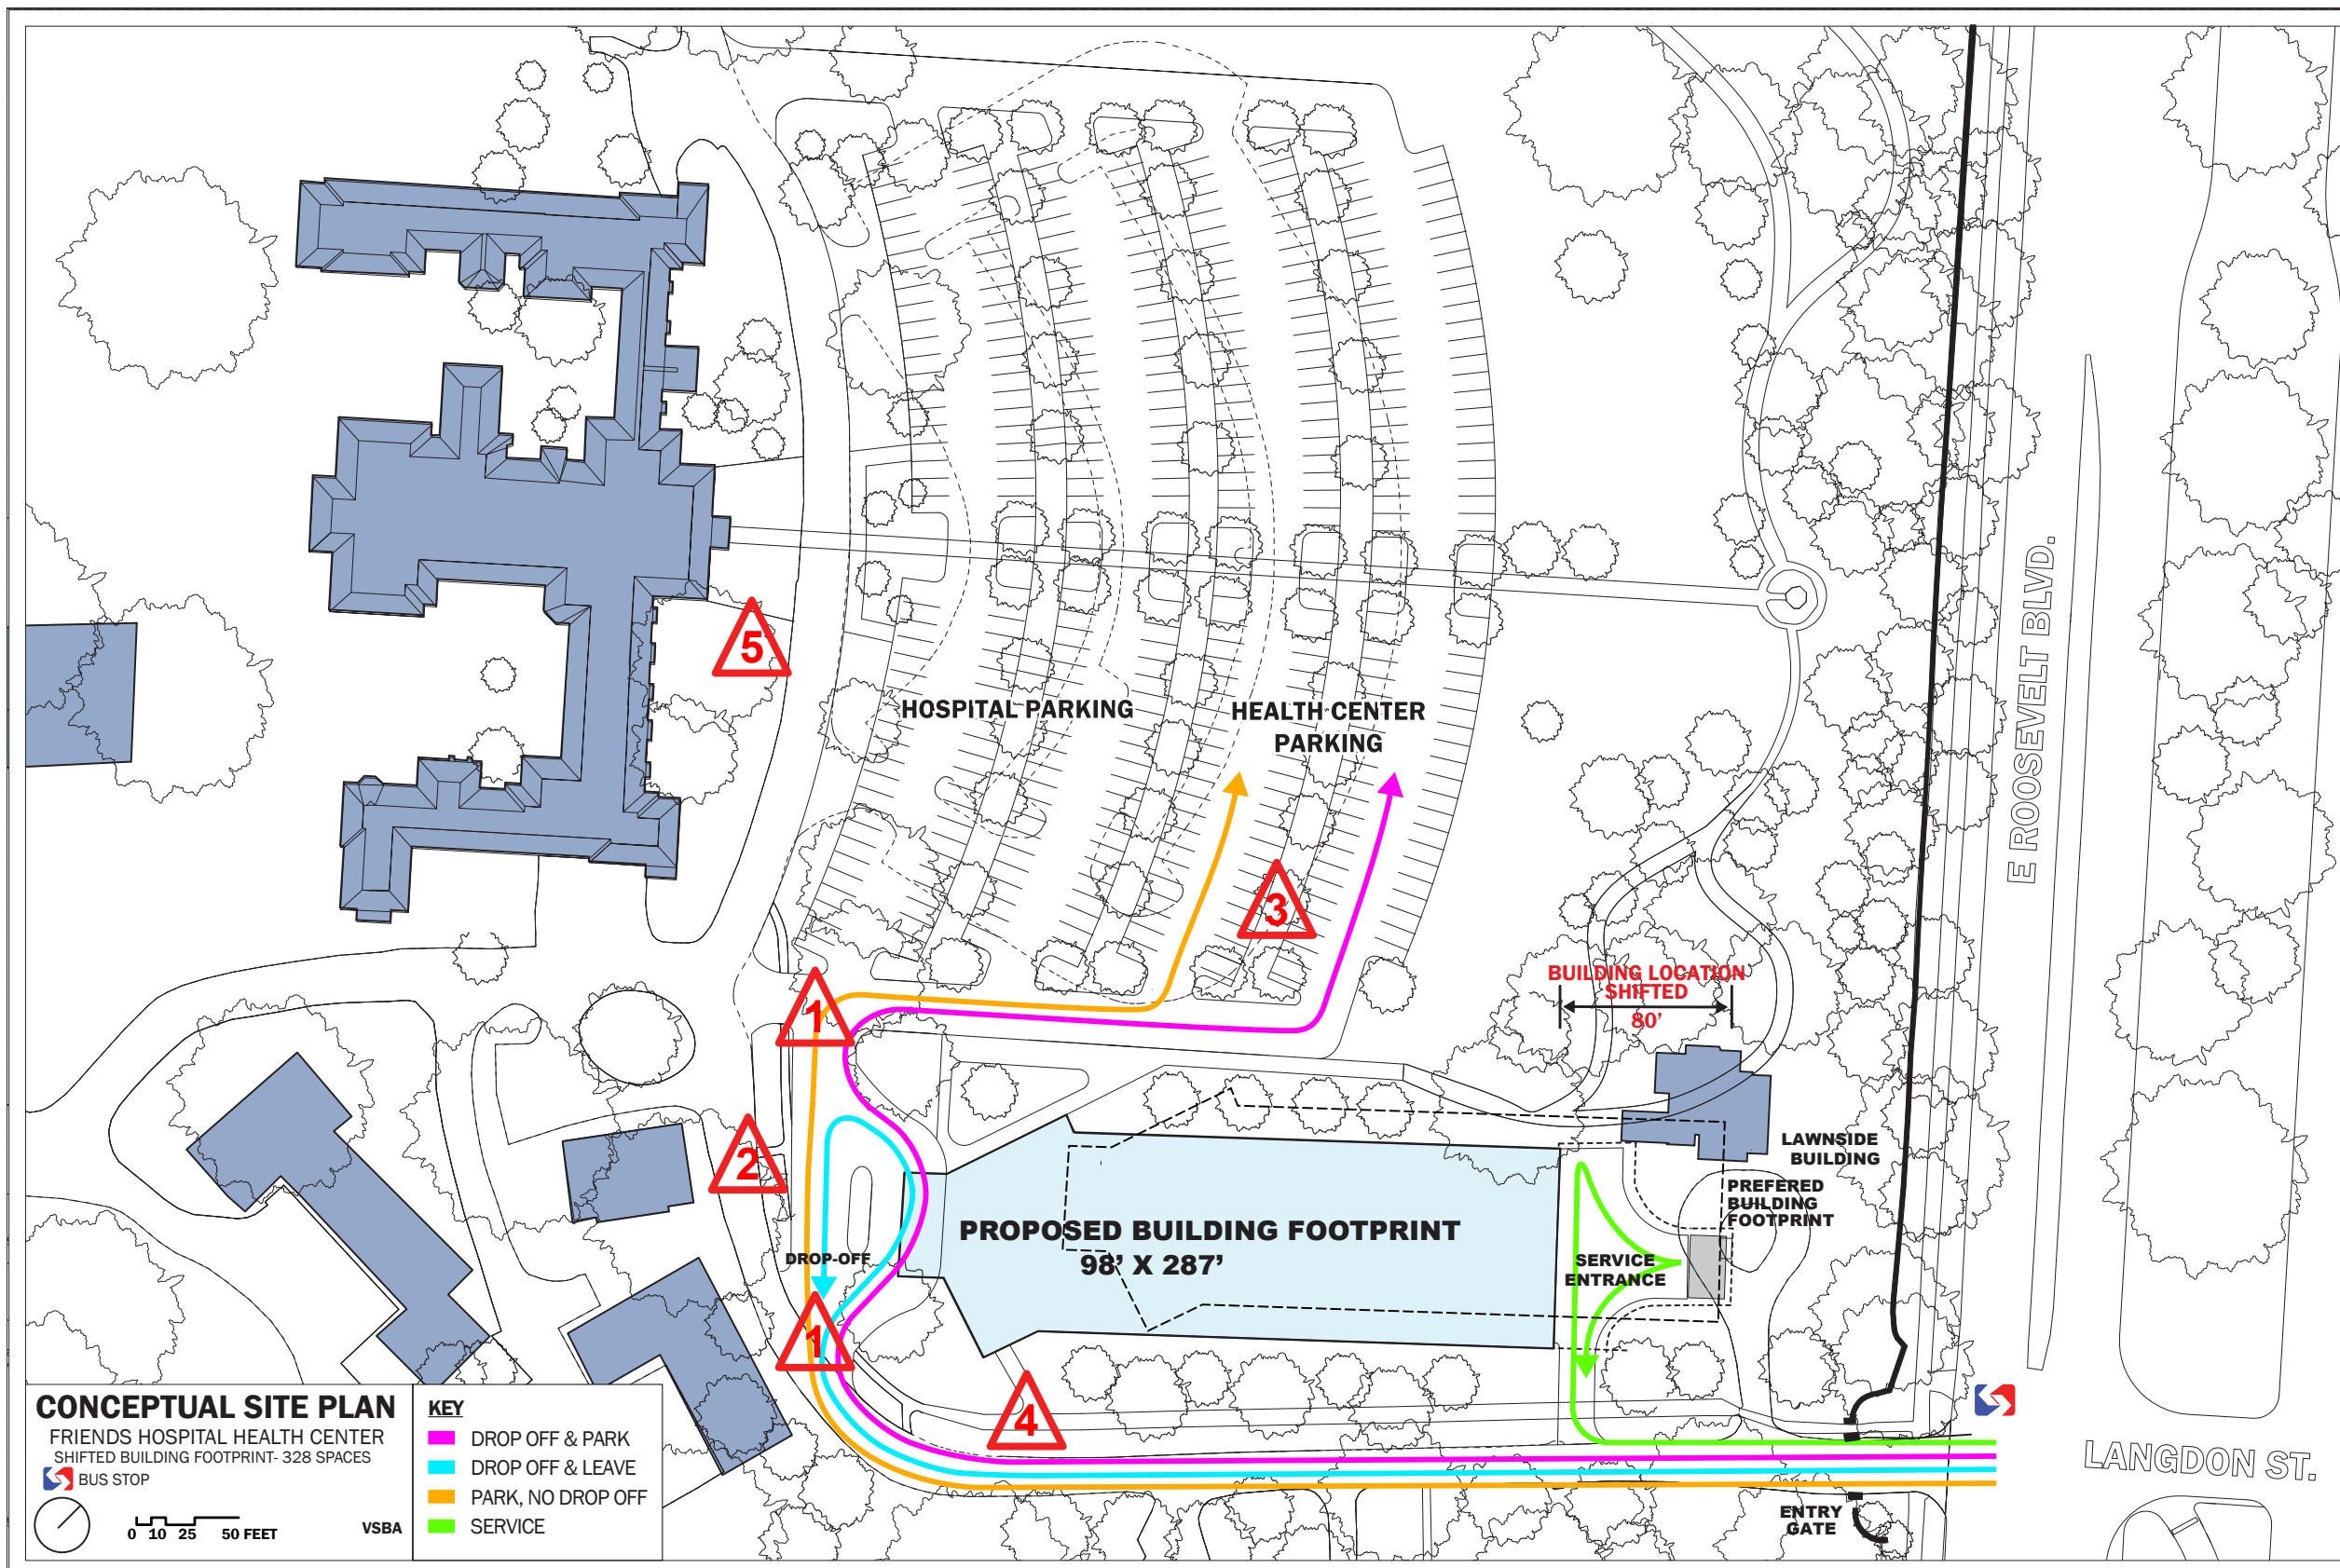 5
HOSPITAL PARKING
HEALTH CENTER
PARKING
3
E ROOSEVELT BLVD.
1
BUILDING LOCATION
SHIFTED
80’
2
LAWNSIDE
BUILDING
PREFERED
BUILDING
FOOTPRINT
PROPOSED BUILDING FOOTPRINT
98’ X 287’
DROP-OFF
SERVICE
ENTRANCE
1
4
LANGDON ST.
ENTRY
GATE
CONCEPTUAL SITE PLAN
FRIENDS HOSPITAL HEALTH CENTER
SHIFTED BUILDING FOOTPRINT- 328 SPACES
BUS STOP
0 10 25 50 FEET
VSBA
KEY
DROP OFF & PARK
DROP OFF & LEAVE
PARK, NO DROP OFF
SERVICE